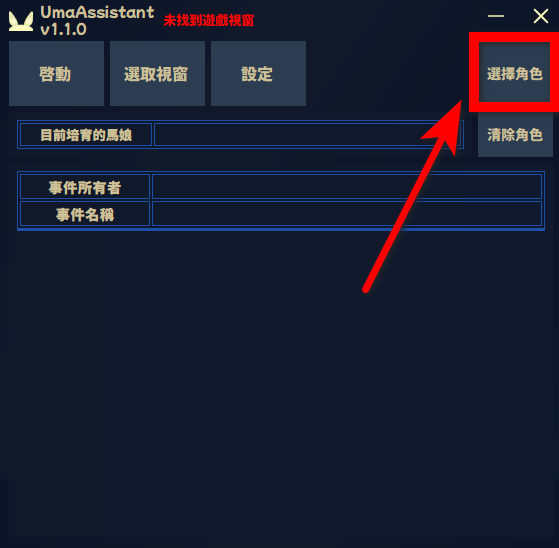 UmaAssistant
v1.1.0
未找到遊戲視窗
啓動
選取視窗
設定
選擇角色
目前培育的馬娘
清除角色
事件所有者
事件名稱